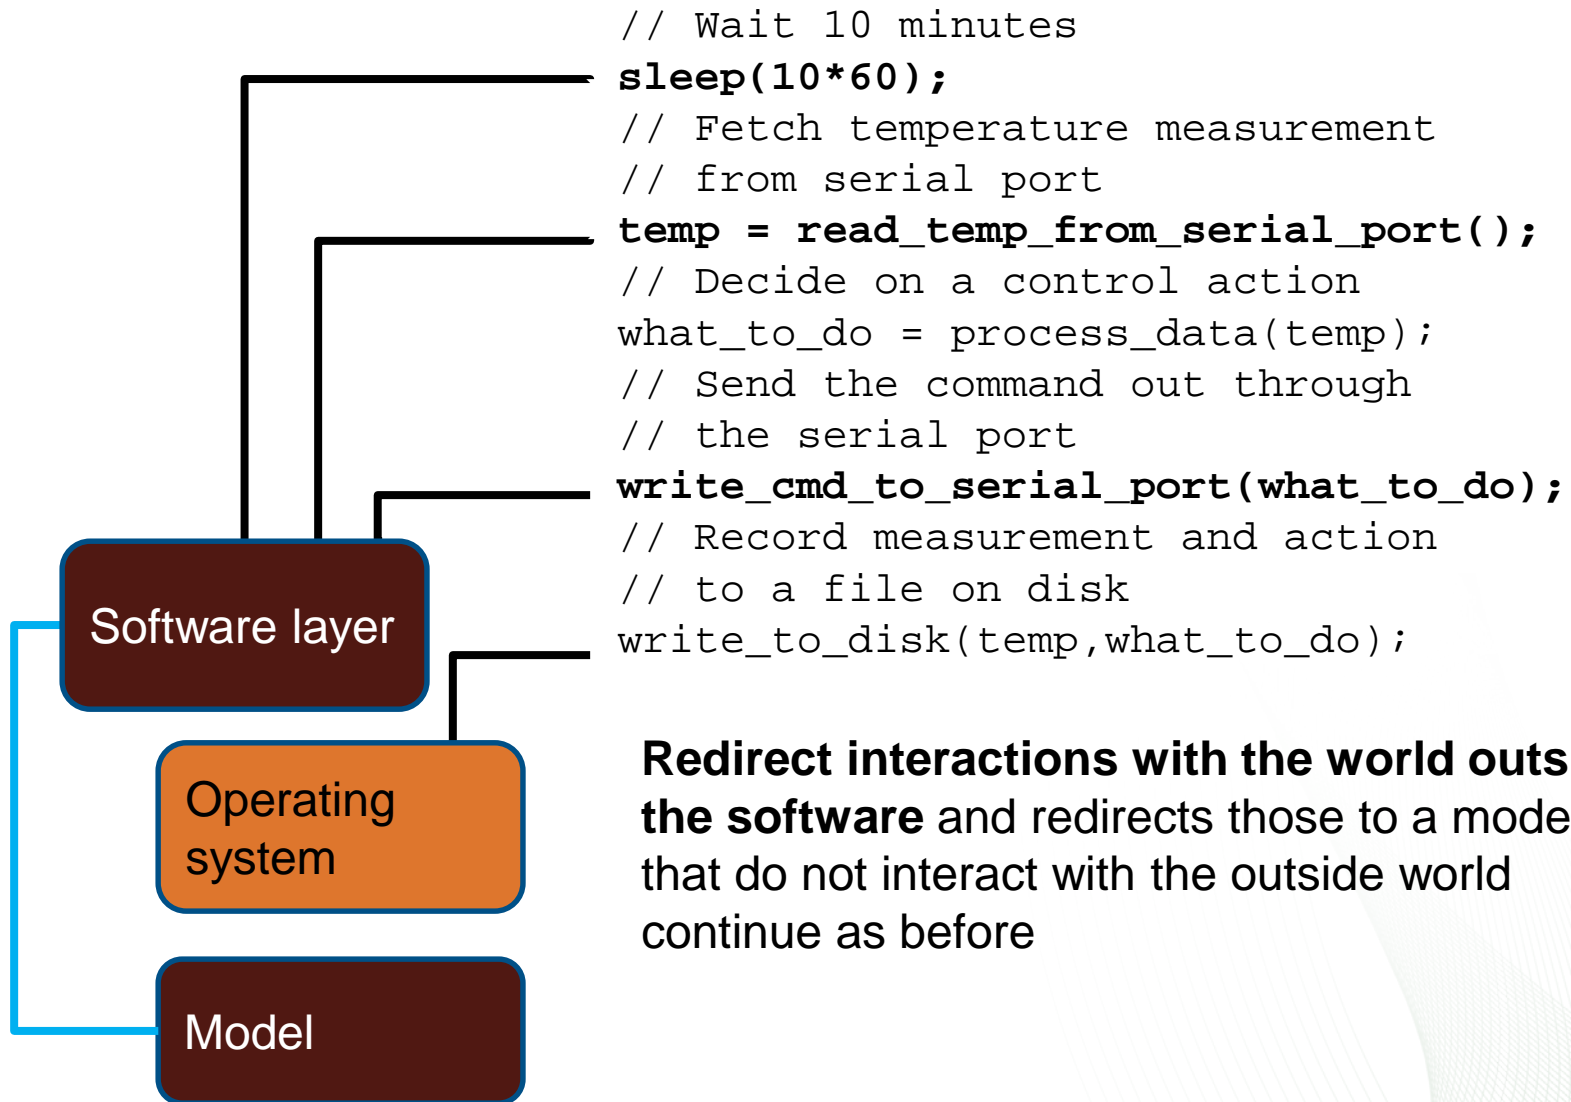 // Wait 10 minutes
sleep(10*60);
// Fetch temperature measurement
// from serial port
temp = read_temp_from_serial_port();
// Decide on a control action
what_to_do = process_data(temp);
// Send the command out through
// the serial port
write_cmd_to_serial_port(what_to_do);
// Record measurement and action
// to a file on disk
write_to_disk(temp,what_to_do);
Software layer
Operating
system
Model
Redirect interactions with the world outs
the software and redirects those to a mode
that do not interact with the outside world
continue as before